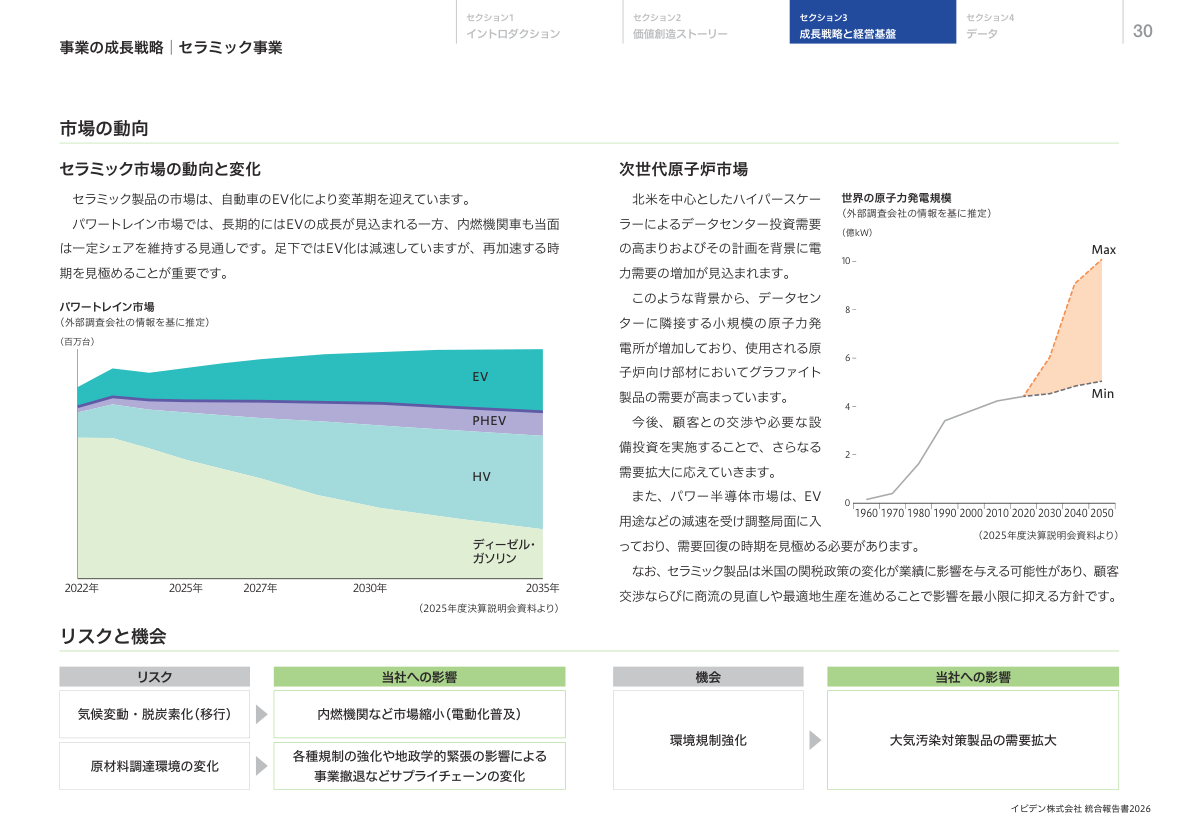 事業の成長戦略｜セラミック事業
セクション1
イントロダクション
セクション2
価値創造ストーリー
セクション3
成長戦略と経営基盤
セクション4
データ
30
市場の動向
セラミック市場の動向と変化
セラミック製品の市場は、自動車のEV化により変革期を迎えています。
パワートレイン市場では、長期的にはEVの成長が見込まれる一方、内燃機関車も当面
は一定シェアを維持する見通しです。足下ではEV化は減速していますが、再加速する時
期を見極めることが重要です。
パワートレイン市場
（外部調査会社の情報を基に推定）
（百万台）
EV
PHEV
HV
ディーゼル・
ガソリン
2022年 2025年 2027年 2030年 2035年
（2025年度決算説明会資料より）
次世代原子炉市場
北米を中心としたハイパースケー
ラーによるデータセンター投資需要
の高まりおよびその計画を背景に電
力需要の増加が見込まれます。
このような背景から、データセン
ターに隣接する小規模の原子力発
電所が増加しており、使用される原
子炉向け部材においてグラファイト
製品の需要が高まっています。
今後、顧客との交渉や必要な設
備投資を実施することで、さらなる
需要拡大に応えていきます。
また、パワー半導体市場は、EV
用途などの減速を受け調整局面に入
っており、需要回復の時期を見極める必要があります。
なお、セラミック製品は米国の関税政策の変化が業績に影響を与える可能性があり、顧客
交渉ならびに商流の見直しや最適地生産を進めることで影響を最小限に抑える方針です。
世界の原子力発電規模
（外部調査会社の情報を基に推定）
（億kW）
Max
10
8
6
4
2
0
Min
1960 1970 1980 1990 2000 2010 2020 2030 2040 2050
（2025年度決算説明会資料より）
リスクと機会
リスク
当社への影響
気候変動・脱炭素化（移行）
内燃機関など市場縮小（電動化普及）
原材料調達環境の変化
各種規制の強化や地政学的緊張の影響による
事業撤退などサプライチェーンの変化
機会
当社への影響
環境規制強化
大気汚染対策製品の需要拡大
イビデン株式会社 統合報告書2026